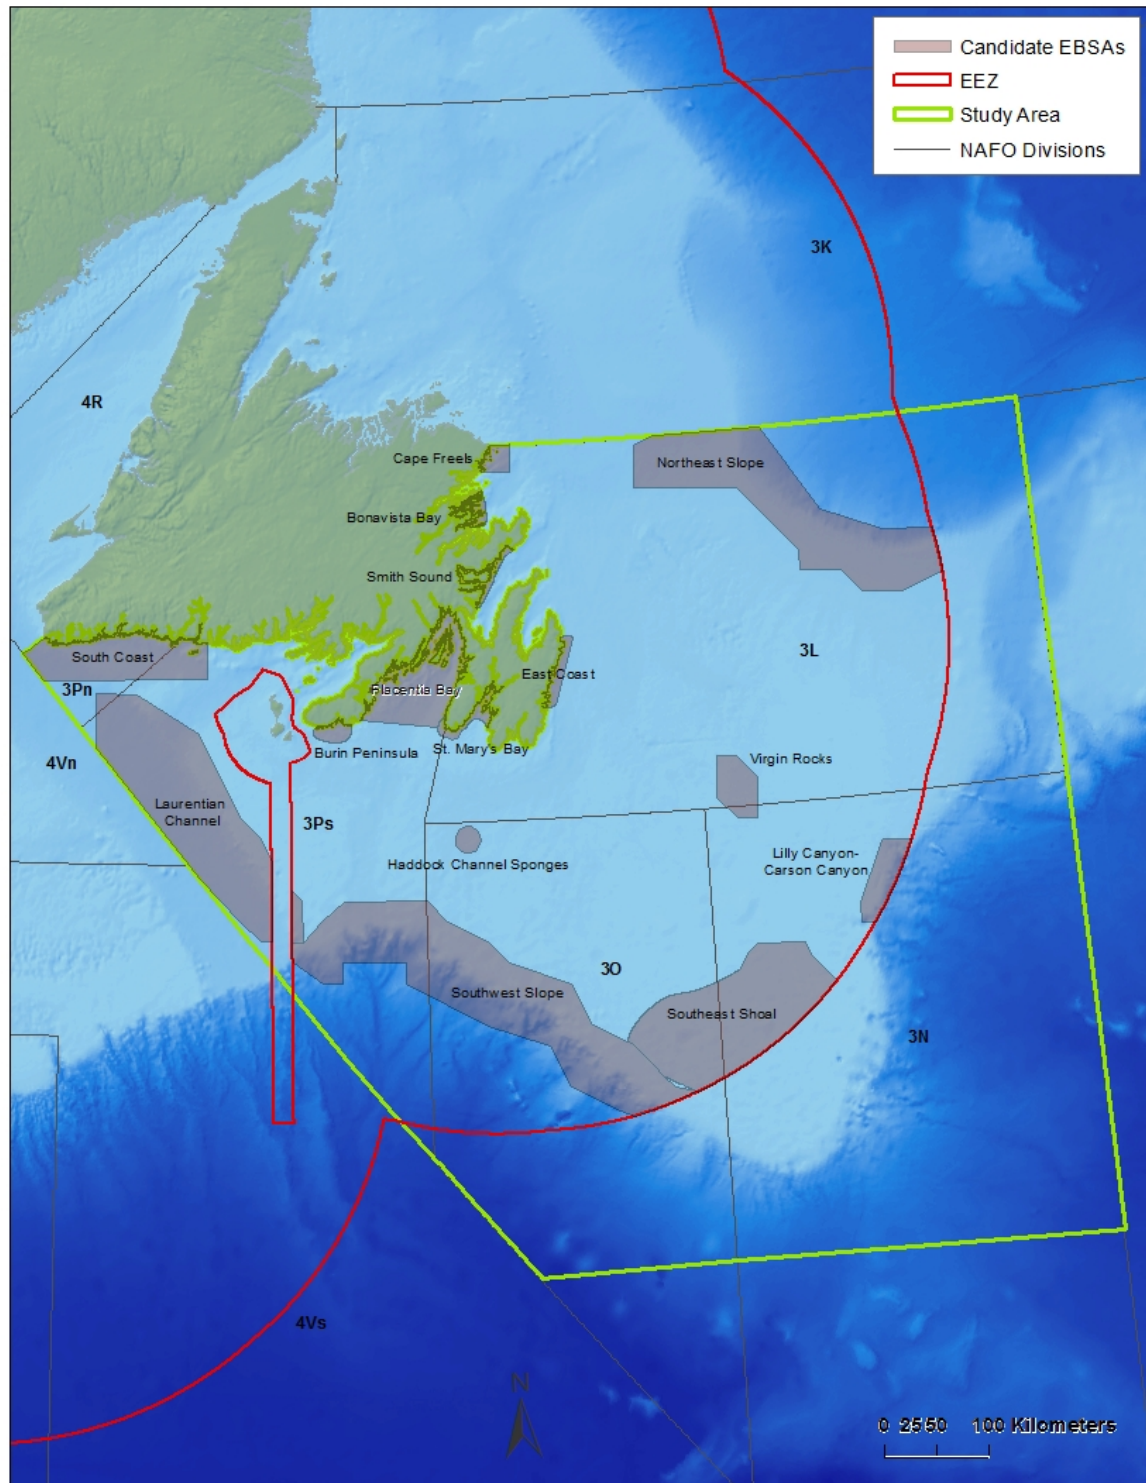 Candidate EBSAs
EEZ
Study Area
NAFO Divisions
3K
4R
Cape Freels
Northeast Slope
Bonavista Bay
Smith Sound
South Coast
3L
East Coast
3Pn
Placentia Bay
Burin Peninsula
St. Mary's Bay
4Vn
Virgin Rocks
Laurentian
Channel
3Ps
Haddock Channel Sponges
Lilly Canyon-
Carson Canyon
3O
Southwest Slope
Southeast Shoal
3N
4Vs
N
0 25 50 100 Kilometers